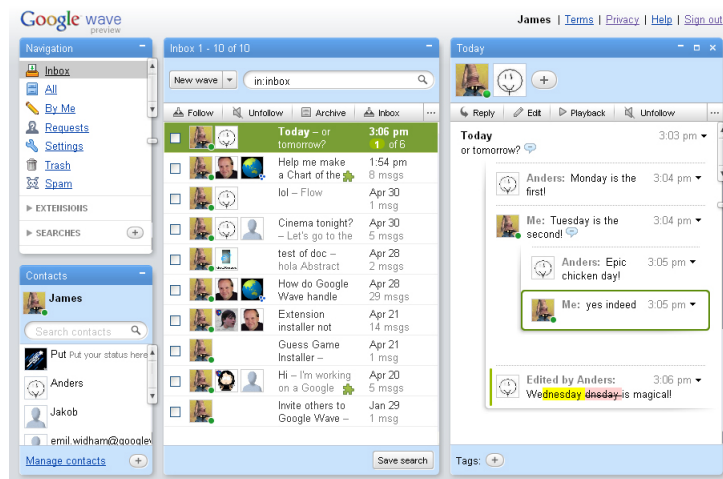 Google wave
preview
James | Terms | Privacy | Help | Sign out
Navigation
Inbox
All
By Me
Requests
Settings
Trash
Spam
EXTENSIONS
SEARCHES
Contacts
James
Search contacts
Put Put your status here
Anders
Jakob
emil.widham@googlev
Manage contacts
Inbox 1 - 10 of 10
New wave
in:inbox
Follow Unfollow Archive Inbox ...
Today – or 3:06 pm
tomorrow? 1 of 6
Help me make 1:54 pm
a Chart of the 8 msgs
lol – Flow Apr 30
1 msg
Cinema tonight? Apr 30
– Let's go to the 5 msgs
test of doc – Apr 28
hola Abstract 2 msgs
How do Google Apr 28
Wave handle 29 msgs
Extension Apr 21
installer not 14 msgs
Guess Game Apr 21
Installer – 1 msg
Hi – I'm working Apr 20
on a Google 5 msgs
Invite others to Jan 29
Google Wave – 1 msg
Save search
Today
Reply Edit Playback Unfollow ...
Today 3:03 pm
or tomorrow?
Anders: Monday is the 3:04 pm
first!
Me: Tuesday is the 3:04 pm
second!
Anders: Epic 3:05 pm
chicken day!
Me: yes indeed 3:05 pm
Edited by Anders: 3:06 pm
Wednesday dnsday is magical!
Tags: